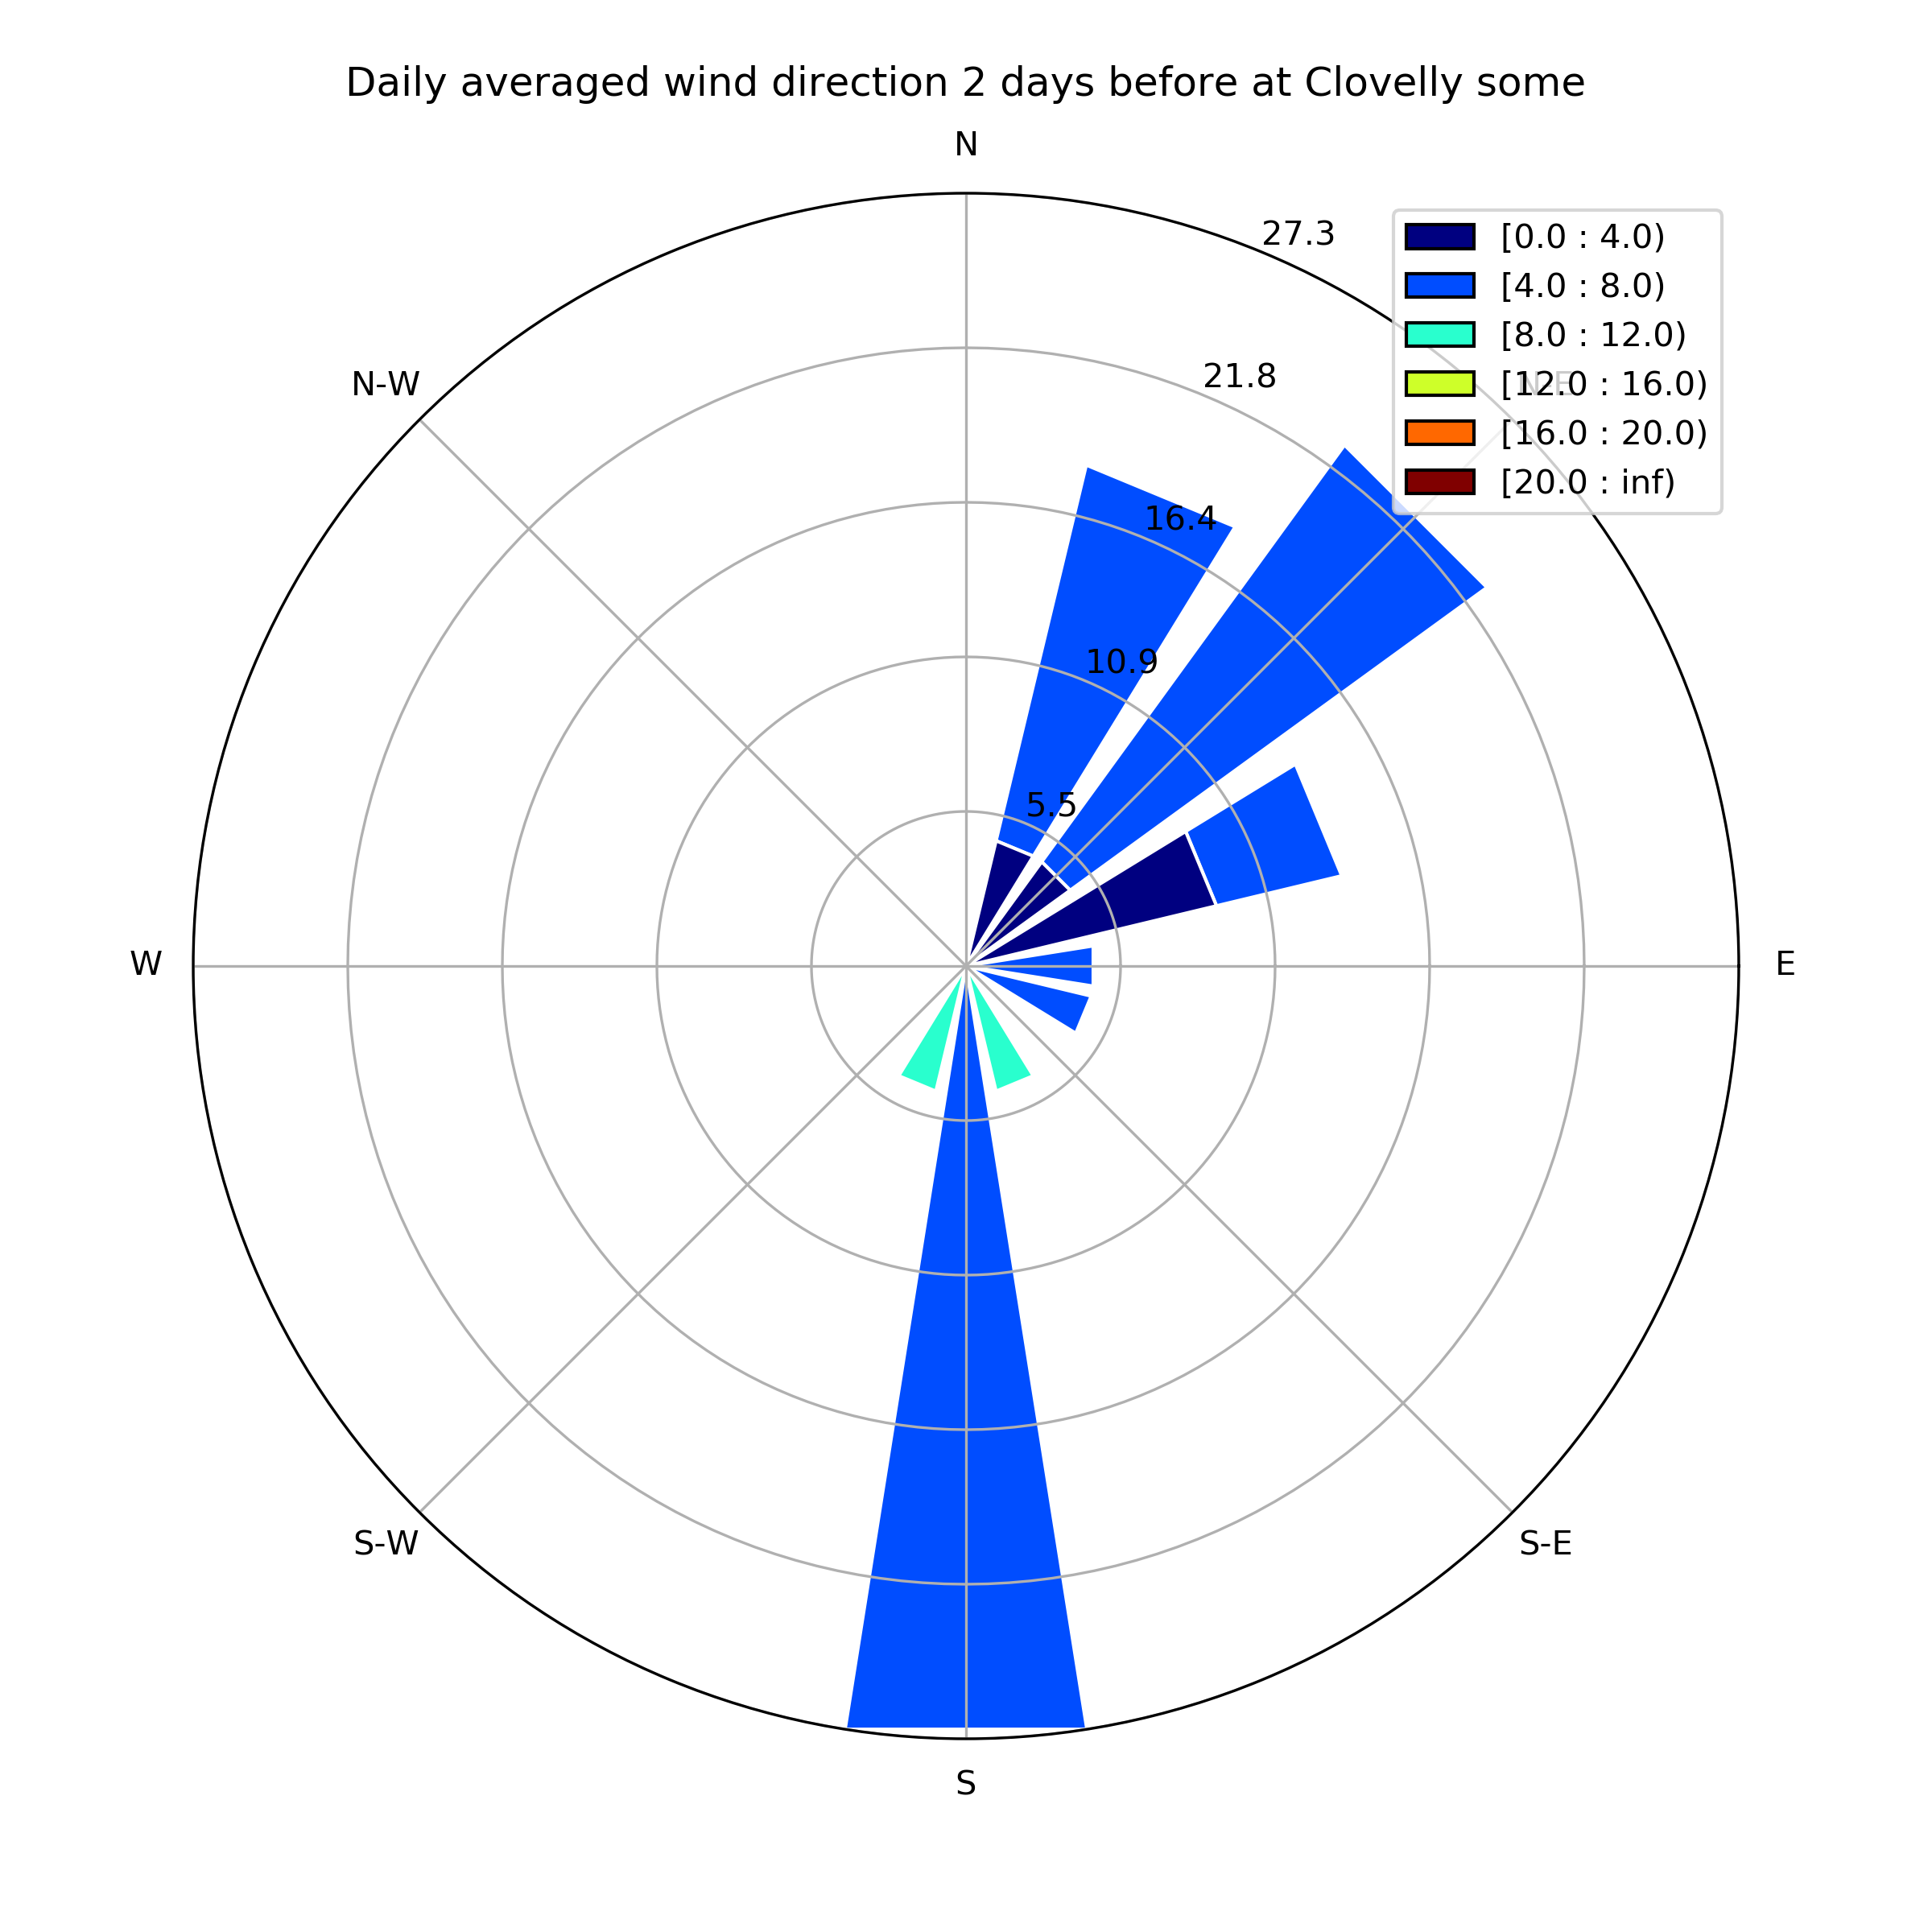 Daily averaged wind direction 2 days before at Clovelly some
N
27.3
[0.0 : 4.0)
[4.0 : 8.0)
[8.0 : 12.0)
21.8
N-W
N-E
[12.0 : 16.0)
[16.0 : 20.0)
[20.0 : inf)
16.4
10.9
5.5
W
E
S-W
S-E
S